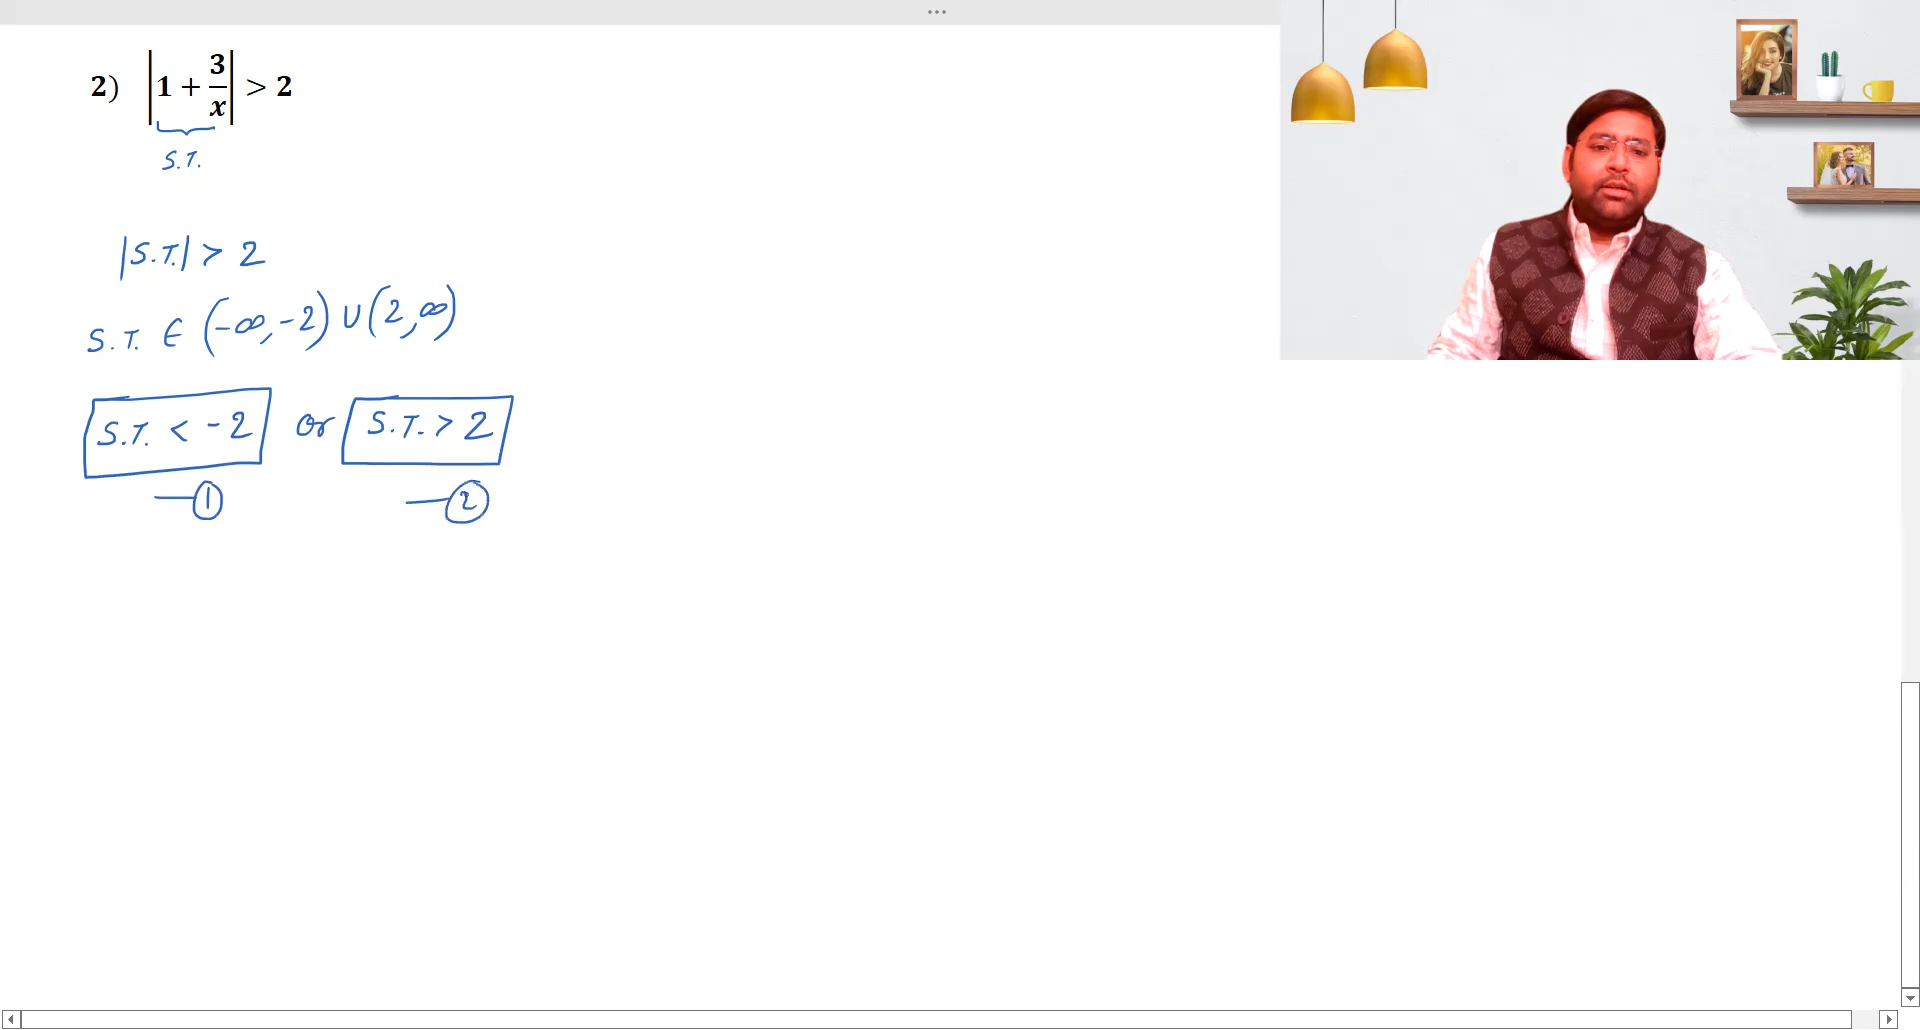 2) |1 + 3/x| > 2
S.T.
|S.T.| > 2
S.T. ∈ (-∞, -2) ∪ (2, ∞)
S.T. < -2 or S.T. > 2
—① —②